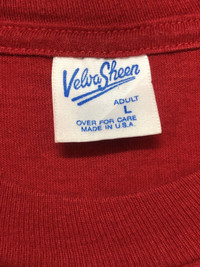 Velva Sheen
ADULT
L
OVER FOR CARE
MADE IN U.S.A.